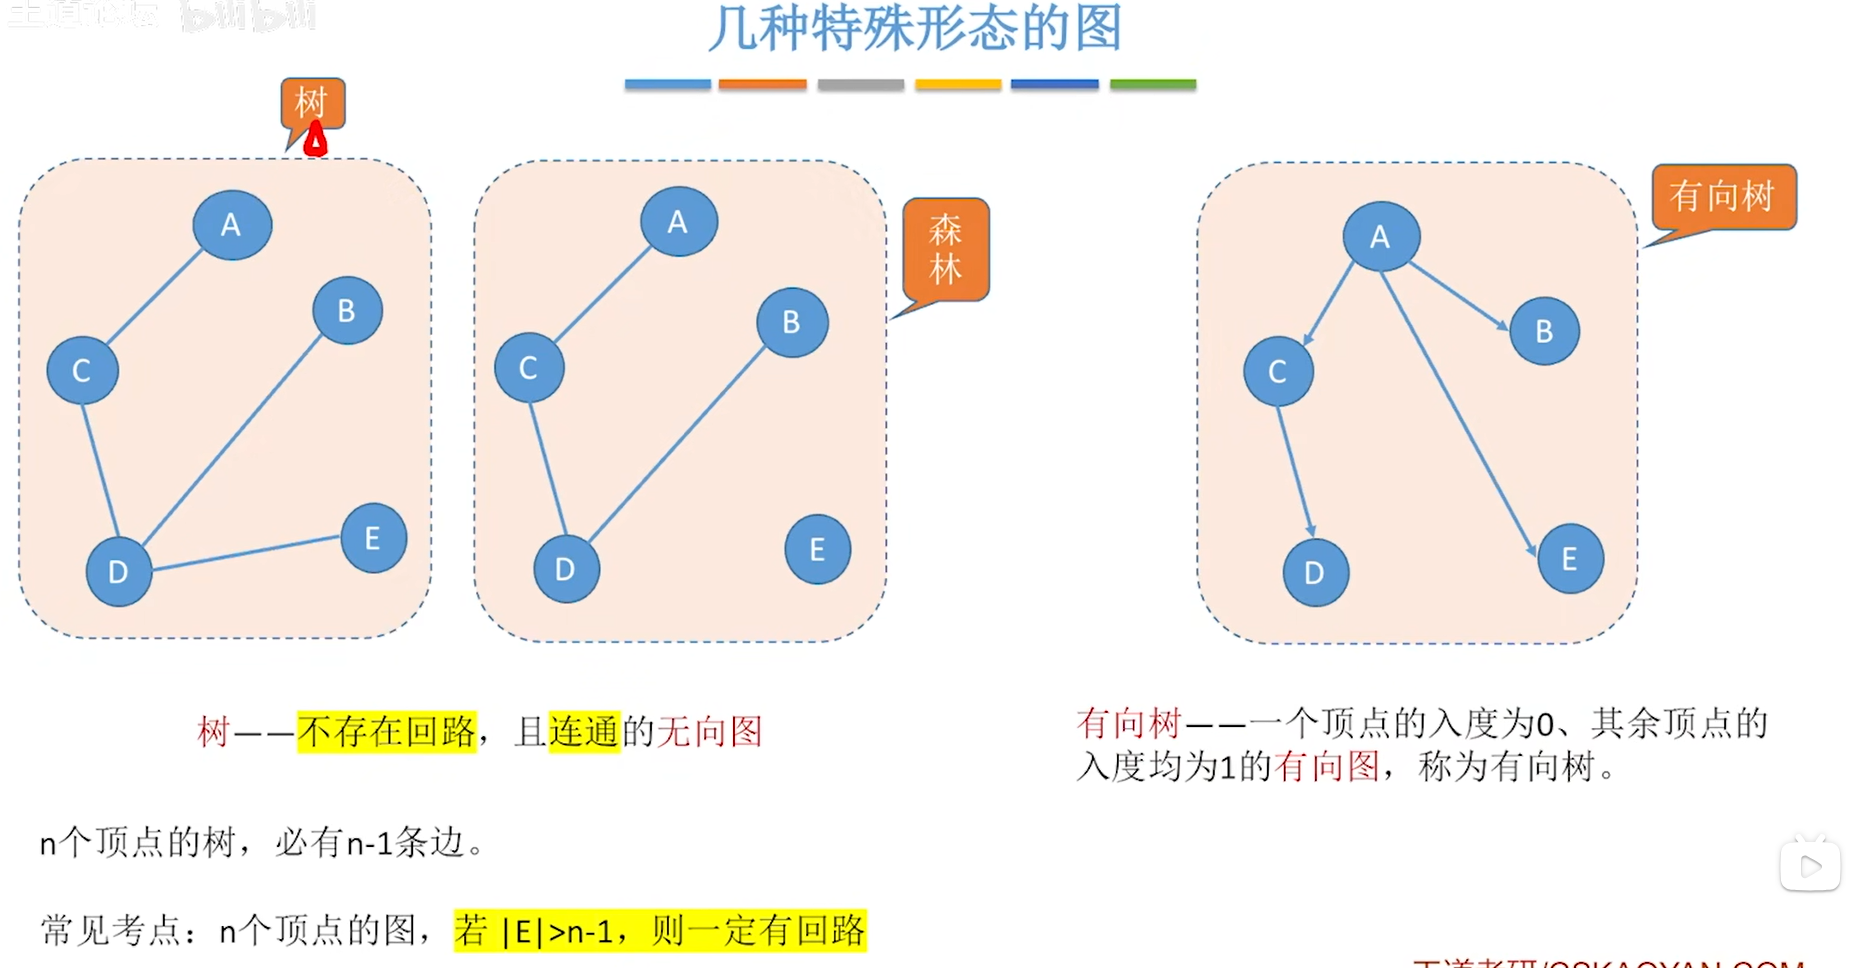 bilibili
几种特殊形态的图
树
A
B
C
D
E
森
林
A
B
C
D
E
有向树
A
B
C
D
E
树——不存在回路，且连通的无向图
n个顶点的树，必有n-1条边。
常见考点：n个顶点的图，若 |E|>n-1，则一定有回路
有向树——一个顶点的入度为0、其余顶点的
入度均为1的有向图，称为有向树。